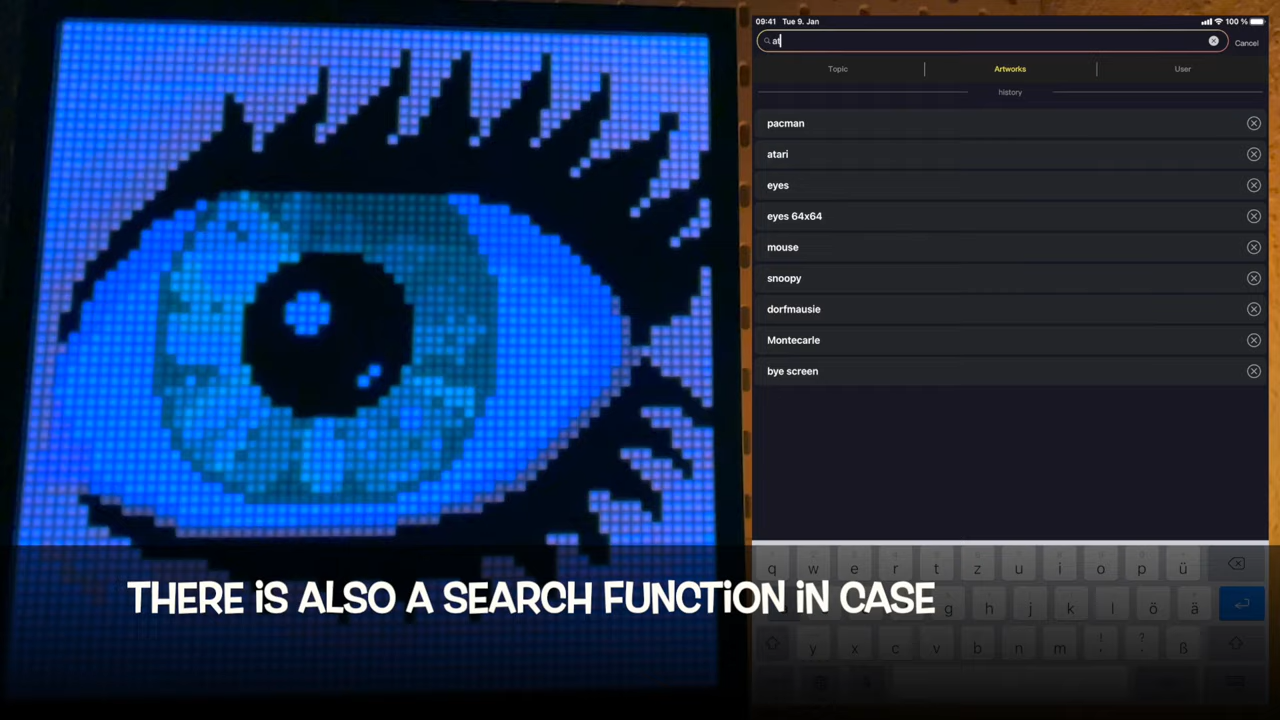 09:41 Tue 9. Jan
100 %
at
Cancel
Topic
Artworks
User
history
pacman
atari
eyes
eyes 64x64
mouse
snoopy
dorfmausie
Montecarle
bye screen
q w e r t z u i o p ü
g h j k l ö ä
y x c v b n m ! ? ß
THERE iS ALSO A SEARCH FUNCTiON iN CASE